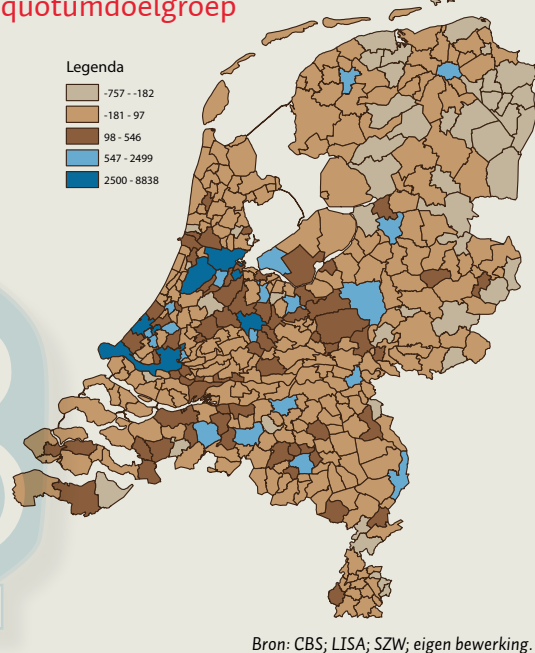 quotumdoelgroep
Legenda
-757 - -182
-181 - 97
98 - 546
547 - 2499
2500 - 8838
Bron: CBS; LISA; SZW; eigen bewerking.